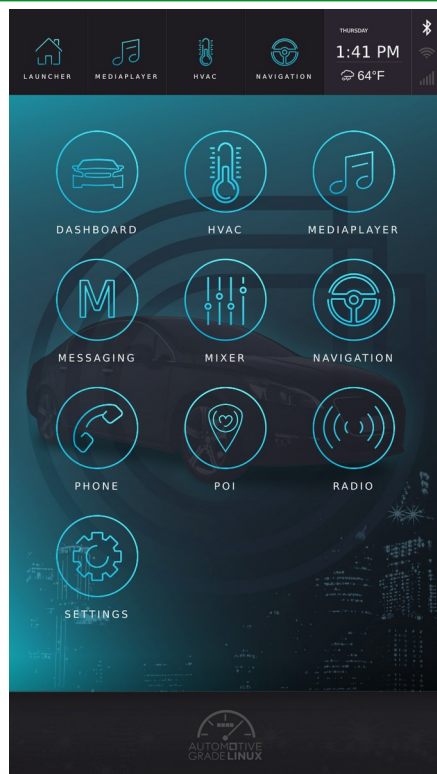 LAUNCHER
MEDIAPLAYER
HVAC
NAVIGATION
THURSDAY
1:41 PM
64°F
DASHBOARD
HVAC
MEDIAPLAYER
M
MESSAGING
MIXER
NAVIGATION
PHONE
POI
RADIO
SETTINGS
AUTOMOTIVE
GRADE LINUX